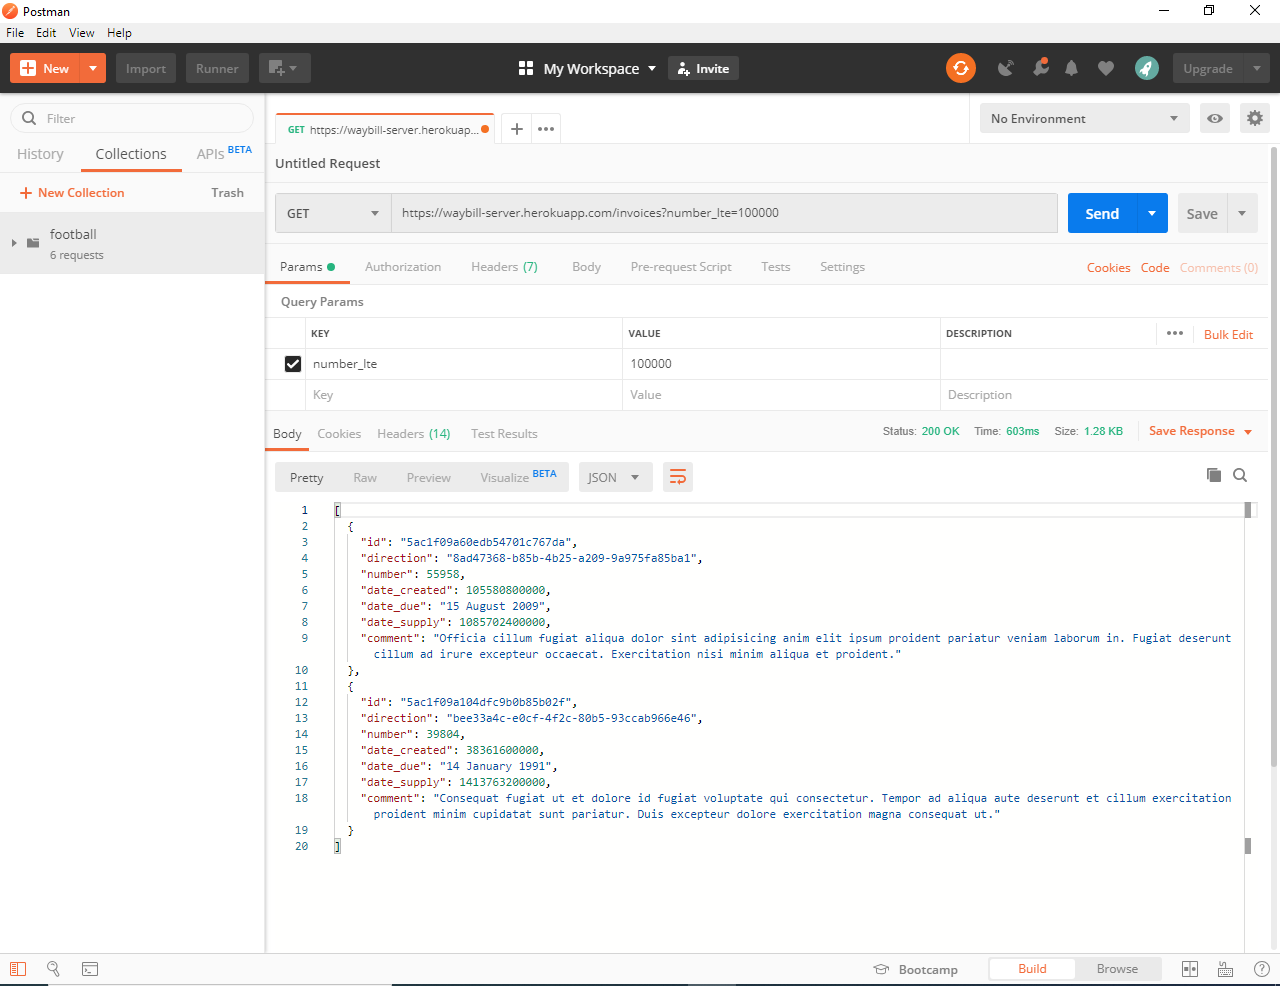 Postman
File Edit View Help
New Import Runner My Workspace Invite Upgrade
Filter
History Collections APIs BETA
New Collection Trash
football
6 requests
GET https://waybill-server.herokuap... + ••• No Environment
Untitled Request
GET https://waybill-server.herokuapp.com/invoices?number_lte=100000 Send Save
Params Authorization Headers (7) Body Pre-request Script Tests Settings Cookies Code Comments (0)
Query Params
KEY VALUE DESCRIPTION ••• Bulk Edit
number_lte 100000
Key Value Description
Body Cookies Headers (14) Test Results Status: 200 OK Time: 603ms Size: 1.28 KB Save Response
Pretty Raw Preview Visualize BETA JSON
1 [
2 {
3 "id": "5ac1f09a60edb54701c767da",
4 "direction": "8ad47368-b85b-4b25-a209-9a975fa85ba1",
5 "number": 55958,
6 "date_created": 105580800000,
7 "date_due": "15 August 2009",
8 "date_supply": 1085702400000,
9 "comment": "Officia cillum fugiat aliqua dolor sint adipisicing anim elit ipsum proident pariatur veniam laborum in. Fugiat deserunt
cillum ad irure excepteur occaecat. Exercitation nisi minim aliqua et proident."
10 },
11 {
12 "id": "5ac1f09a104dfc9b0b85b02f",
13 "direction": "bee33a4c-e0cf-4f2c-80b5-93ccab966e46",
14 "number": 39804,
15 "date_created": 38361600000,
16 "date_due": "14 January 1991",
17 "date_supply": 1413763200000,
18 "comment": "Consequat fugiat ut et dolore id fugiat voluptate qui consectetur. Tempor ad aliqua aute deserunt et cillum exercitation
proident minim cupidatat sunt pariatur. Duis excepteur dolore exercitation magna consequat ut."
19 }
20 ]
Bootcamp Build Browse